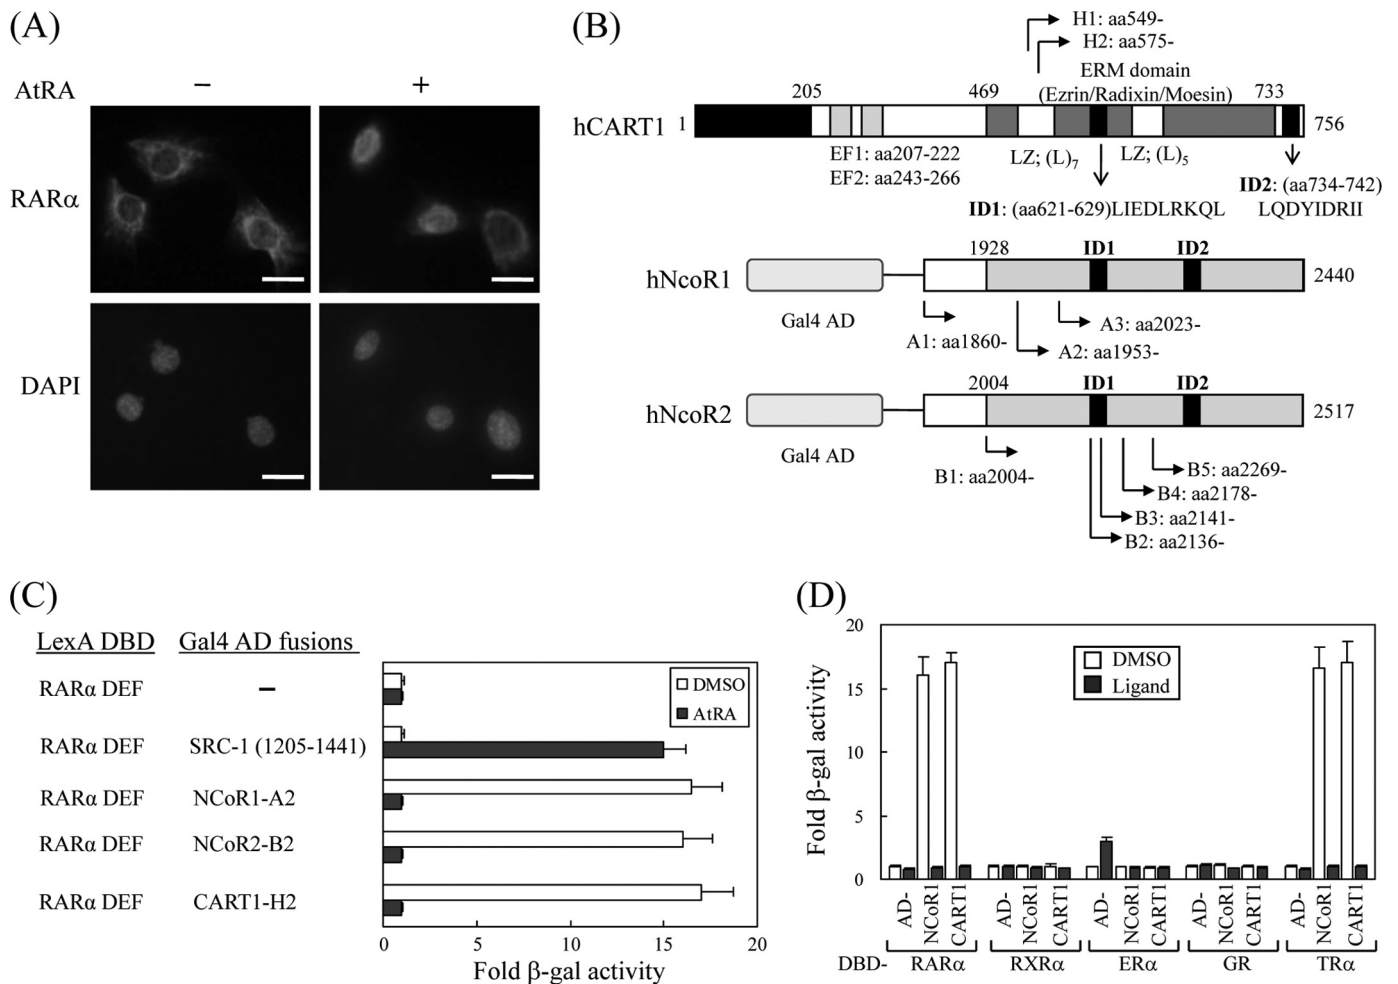 (A)
AtRA
–
+
RARα
DAPI
(B)
H1: aa549-
H2: aa575-
ERM domain
(Ezrin/Radixin/Moesin)
205
469
733
hCART1
1
756
EF1: aa207-222
EF2: aa243-266
LZ; (L)7
LZ; (L)5
ID1: (aa621-629)LIEDLRKQL
ID2: (aa734-742)
LQDYIDRII
hNcoR1
Gal4 AD
1928
ID1
ID2
2440
A1: aa1860-
A2: aa1953-
A3: aa2023-
hNcoR2
Gal4 AD
2004
ID1
ID2
2517
B1: aa2004-
B5: aa2269-
B4: aa2178-
B3: aa2141-
B2: aa2136-
(C)
LexA DBD Gal4 AD fusions
RARα DEF –
RARα DEF SRC-1 (1205-1441)
RARα DEF NCoR1-A2
RARα DEF NCoR2-B2
RARα DEF CART1-H2
DMSO
AtRA
0 5 10 15 20
Fold β-gal activity
(D)
Fold β-gal activity
20
15
10
5
0
DMSO
Ligand
AD- NCoR1 CART1 AD- NCoR1 CART1 AD- NCoR1 CART1 AD- NCoR1 CART1 AD- NCoR1 CART1
DBD- RARα RXRα ERα GR TRα